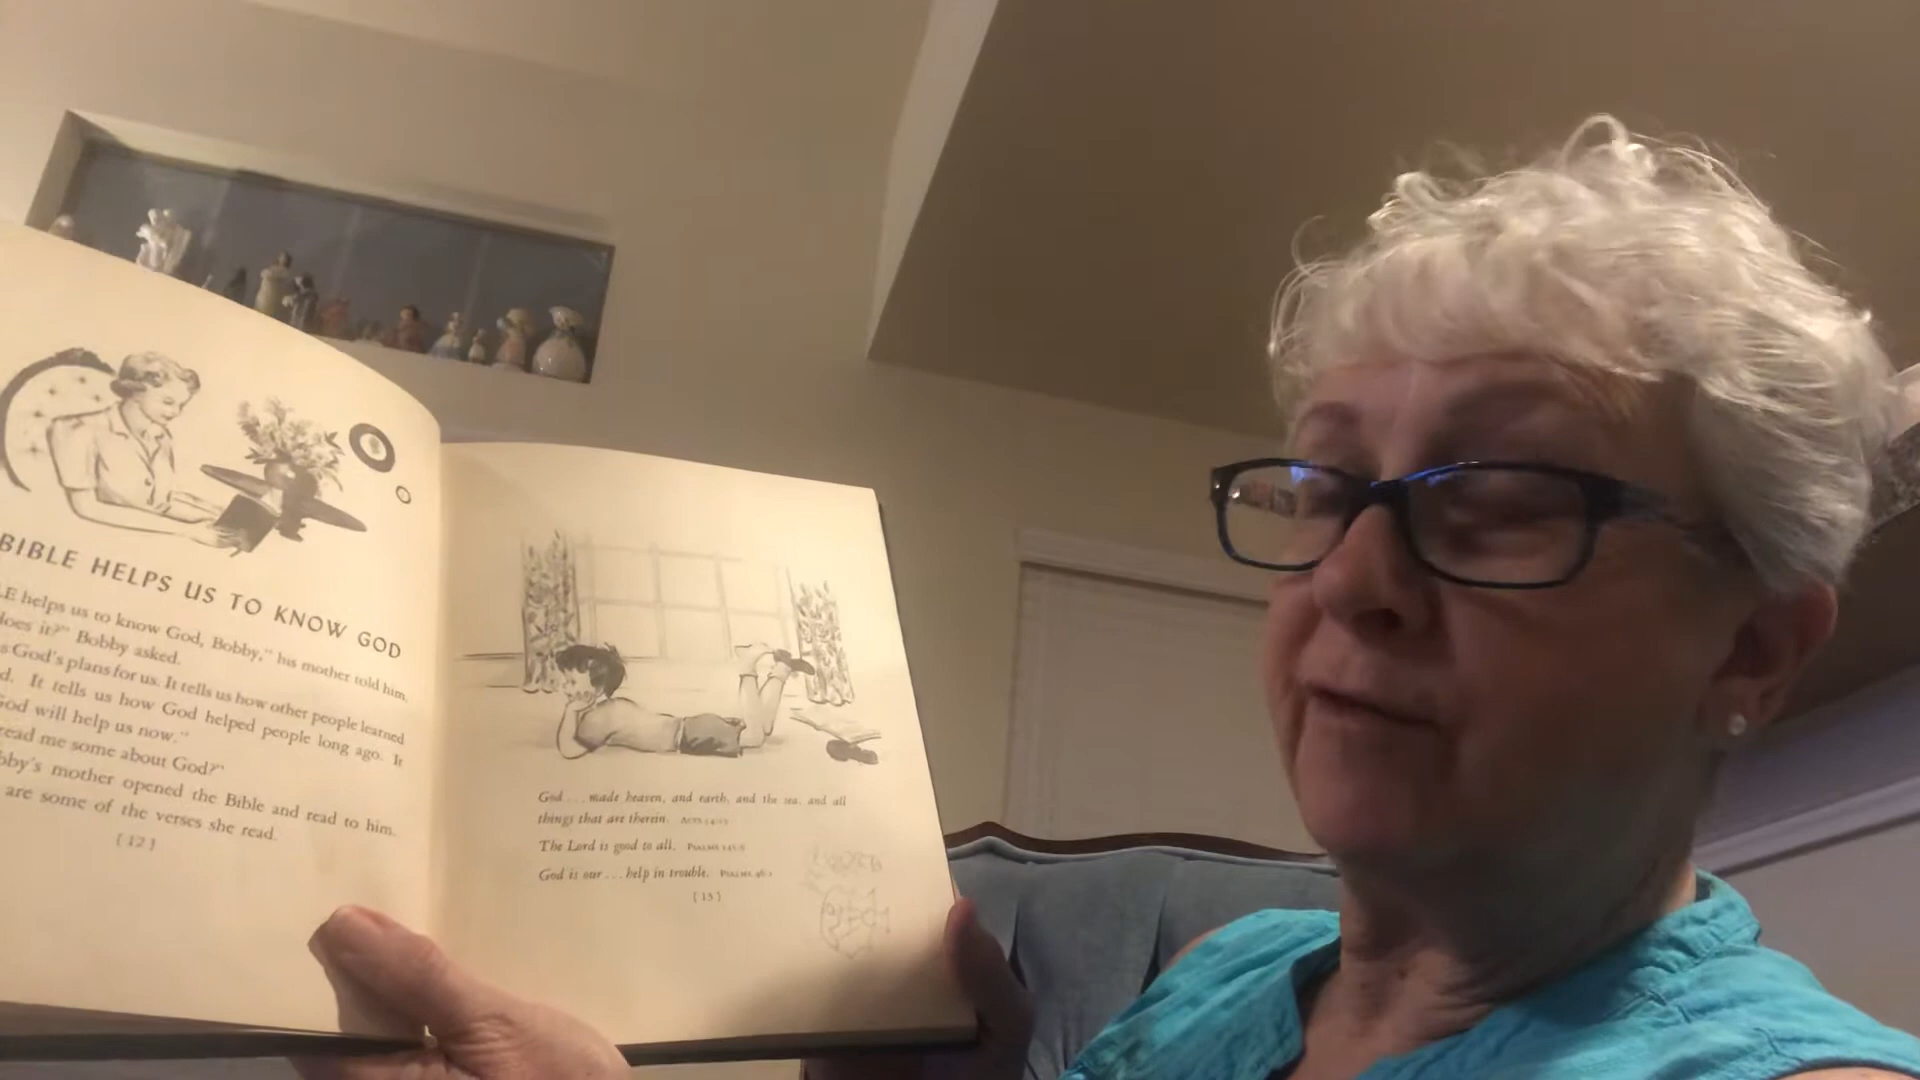 BIBLE HELPS US TO KNOW GOD
helps us to know God, Bobby," his mother told him.
does it?" Bobby asked.
God's plans for us. It tells us how other people learned
It tells us how God helped people long ago. It
God will help us now."
read me some about God?"
mother opened the Bible and read to him.
are some of the verses she read.
[12]
God ... made heaven, and earth, and the sea, and all
things that are therein.
The Lord is good to all.
God is our ... help in trouble.
[13]